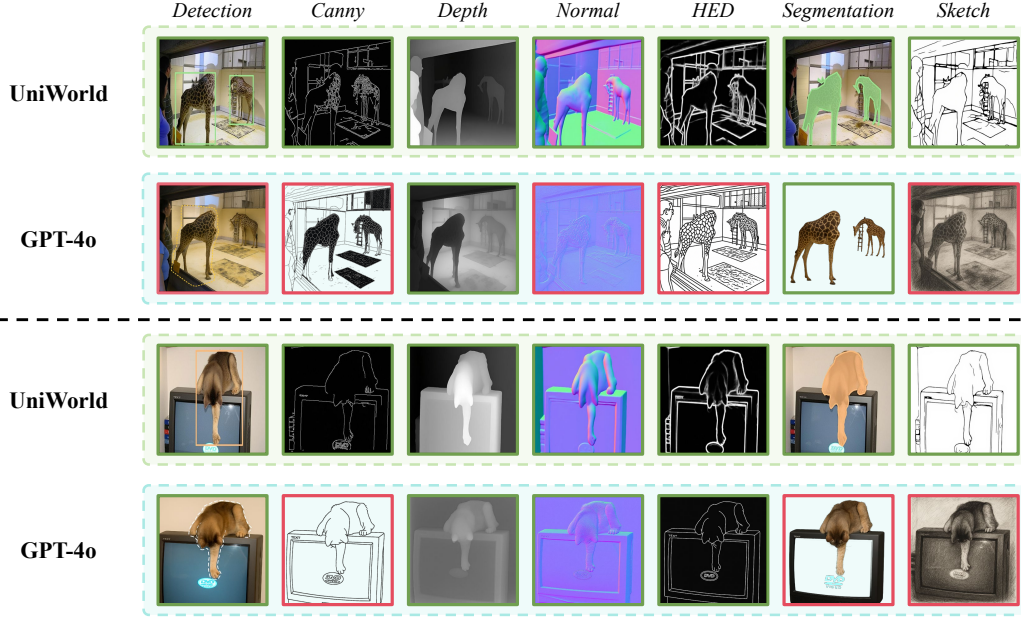 Detection Canny Depth Normal HED Segmentation Sketch
UniWorld
GPT-4o
UniWorld
GPT-4o